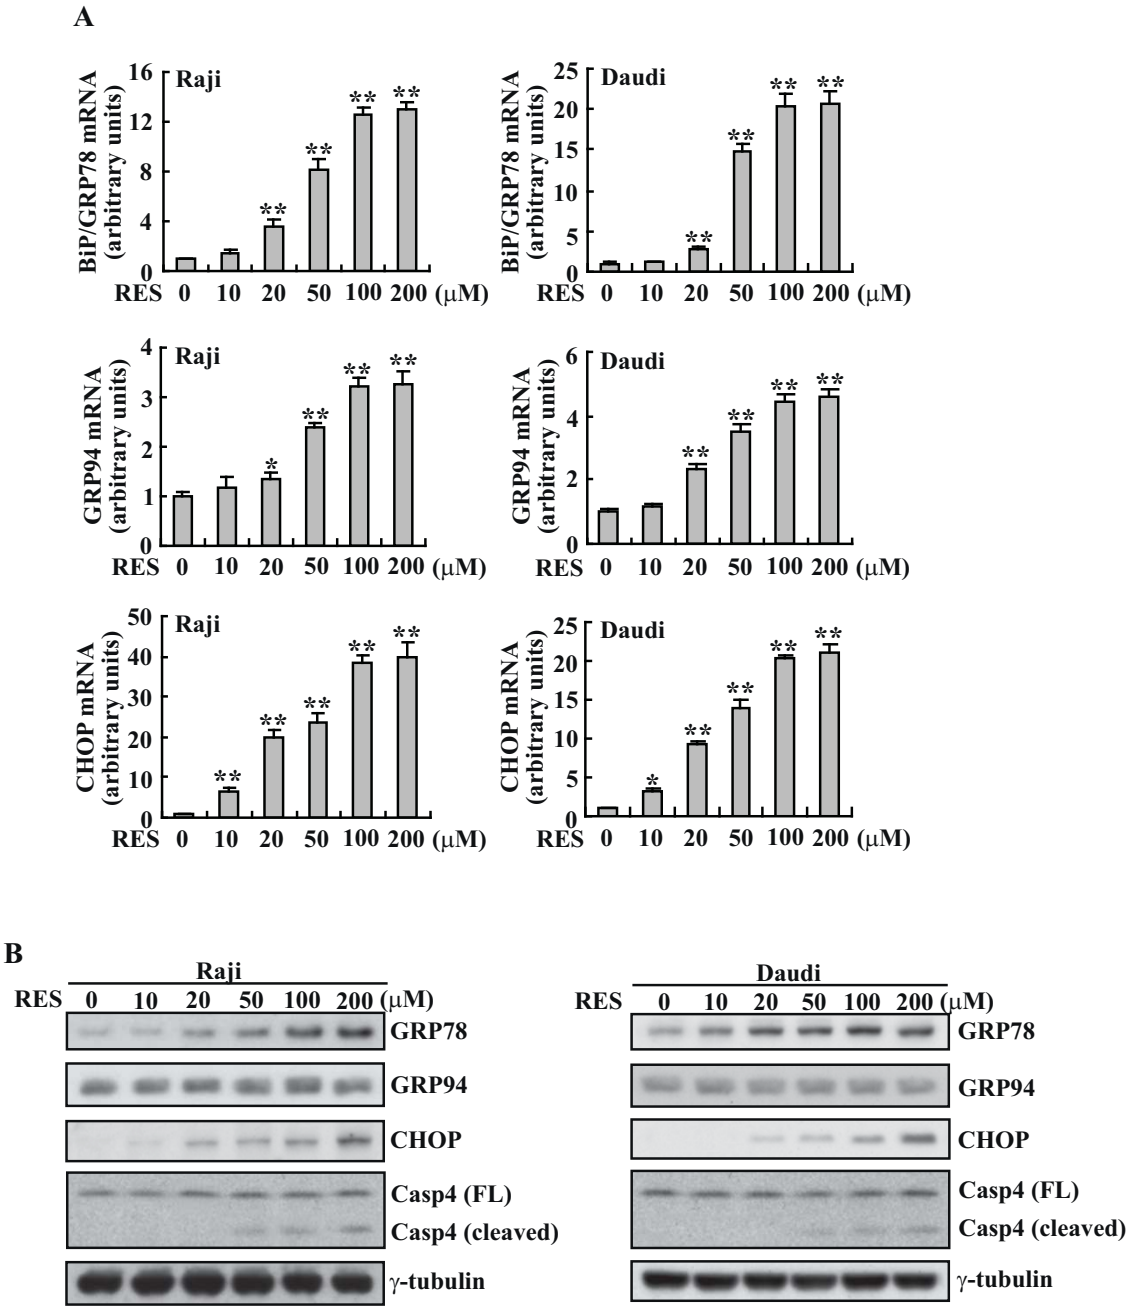 A
Raji
BiP/GRP78 mRNA
(arbitrary units)
16
12
8
4
0
** ** ** **
RES 0 10 20 50 100 200 (μM)
Daudi
BiP/GRP78 mRNA
(arbitrary units)
25
20
15
10
5
0
** ** ** **
RES 0 10 20 50 100 200 (μM)
Raji
GRP94 mRNA
(arbitrary units)
4
3
2
1
0
* ** ** **
RES 0 10 20 50 100 200 (μM)
Daudi
GRP94 mRNA
(arbitrary units)
6
4
2
0
** ** ** **
RES 0 10 20 50 100 200 (μM)
Raji
CHOP mRNA
(arbitrary units)
50
40
30
20
10
0
** ** ** ** **
RES 0 10 20 50 100 200 (μM)
Daudi
CHOP mRNA
(arbitrary units)
25
20
15
10
5
0
* ** ** ** **
RES 0 10 20 50 100 200 (μM)
B
Raji
RES 0 10 20 50 100 200 (μM)
GRP78
GRP94
CHOP
Casp4 (FL)
Casp4 (cleaved)
γ-tubulin
Daudi
RES 0 10 20 50 100 200 (μM)
GRP78
GRP94
CHOP
Casp4 (FL)
Casp4 (cleaved)
γ-tubulin